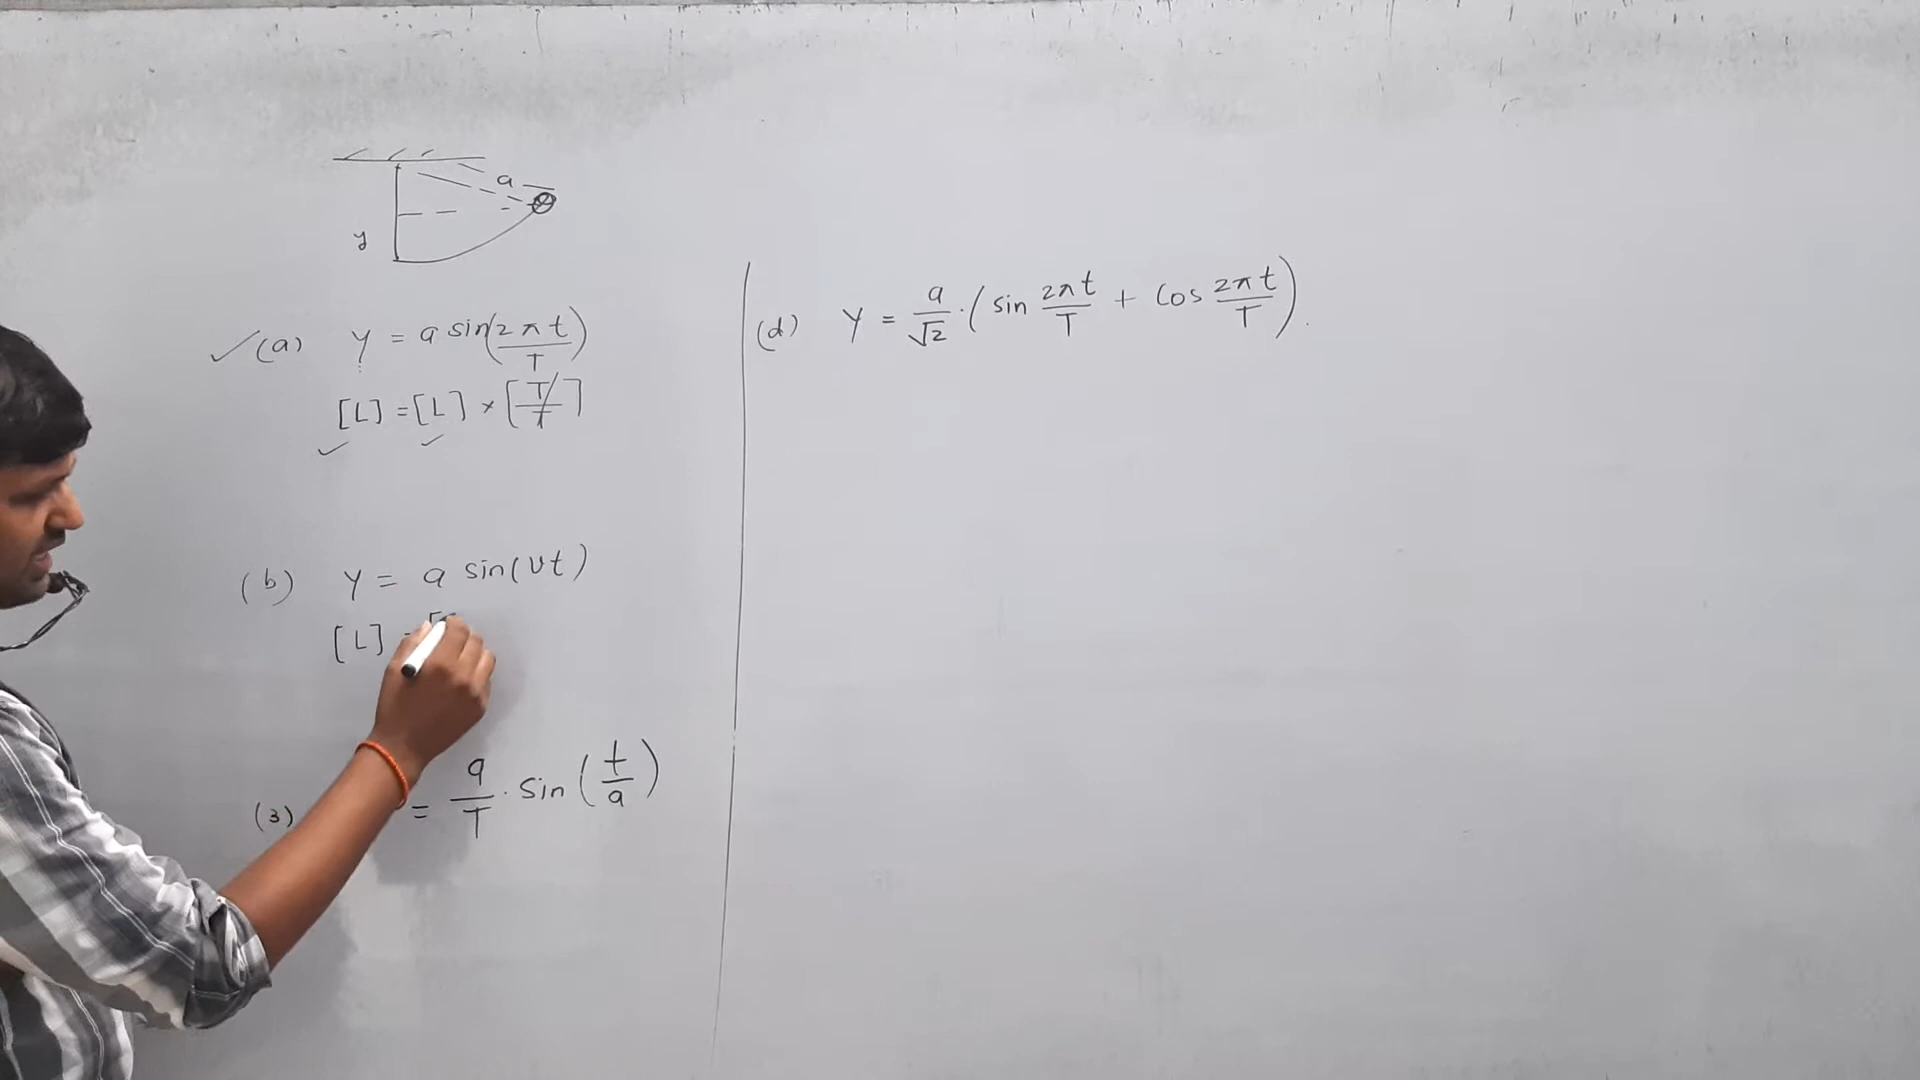 a
y
(a) y = a sin(2πt/T)
[L] = [L] × [T/T]
(b) y = a sin(vt)
[L] =
(3) = a/T · sin(t/a)
(d) y = a/√2 · (sin 2πt/T + cos 2πt/T).